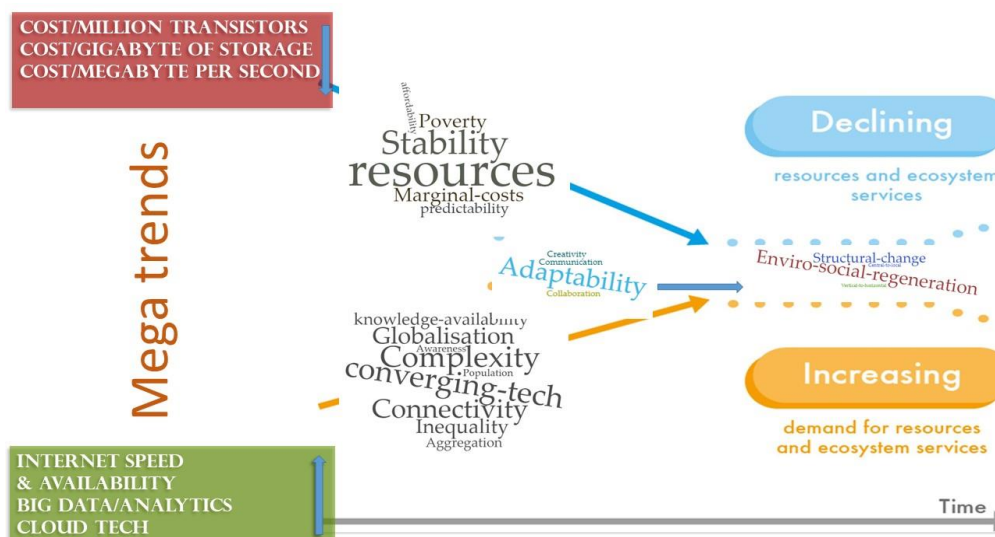 COST/MILLION TRANSISTORS
COST/GIGABYTE OF STORAGE
COST/MEGABYTE PER SECOND
Mega trends
affordability
Poverty
Stability
resources
Marginal-costs
predictability
Creativity
Communication
Adaptability
Collaboration
knowledge-availability
Globalisation
Awareness
Complexity
Population
converging-tech
Connectivity
Inequality
Aggregation
Declining
resources and ecosystem
services
Structural-change
Enviro-social-regeneration
Increasing
demand for resources
and ecosystem services
INTERNET SPEED
& AVAILABILITY
BIG DATA/ANALYTICS
CLOUD TECH
Time